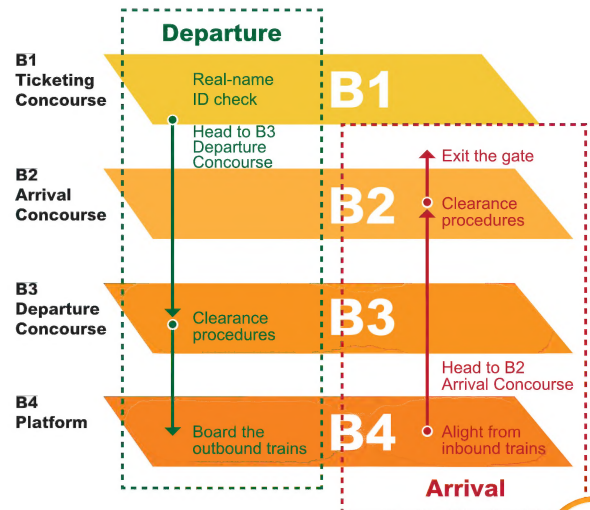 Departure
B1
Ticketing
Concourse
Real-name
ID check
B1
Head to B3
Departure
Concourse
Exit the gate
B2
Arrival
Concourse
B2
Clearance
procedures
B3
Departure
Concourse
Clearance
procedures
B3
Head to B2
Arrival Concourse
B4
Platform
Board the
outbound trains
B4
Alight from
inbound trains
Arrival